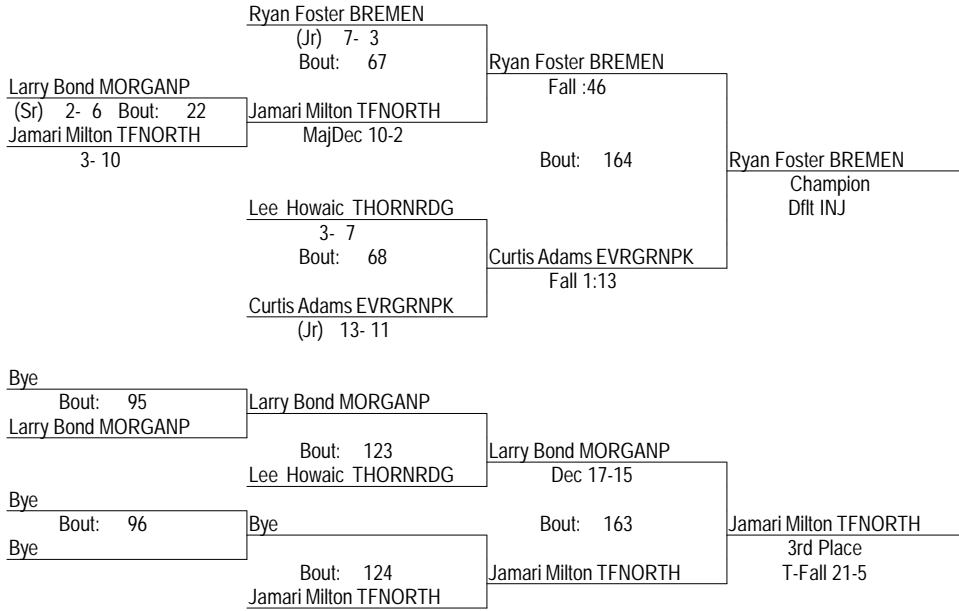 Ryan Foster BREMEN
(Jr) 7- 3
Bout: 67
Ryan Foster BREMEN
Fall :46
Larry Bond MORGANP
(Sr) 2- 6 Bout: 22
Jamari Milton TFNORTH
3- 10
Jamari Milton TFNORTH
MajDec 10-2
Bout: 164
Ryan Foster BREMEN
Champion
Dflt INJ
Lee Howaic THORNRDG
3- 7
Bout: 68
Curtis Adams EVRGRNPK
Fall 1:13
Curtis Adams EVRGRNPK
(Jr) 13- 11
Bye
Bout: 95
Larry Bond MORGANP
Larry Bond MORGANP
Bout: 123
Lee Howaic THORNRDG
Larry Bond MORGANP
Dec 17-15
Bye
Bout: 96
Bye
Bye
Bout: 163
Jamari Milton TFNORTH
3rd Place
T-Fall 21-5
Bout: 124
Jamari Milton TFNORTH
Jamari Milton TFNORTH